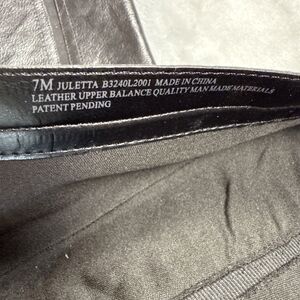 7M JULETTA B3240L2001 MADE IN CHINA
LEATHER UPPER BALANCE QUALITY MAN MADE MATERIALS
PATENT PENDING